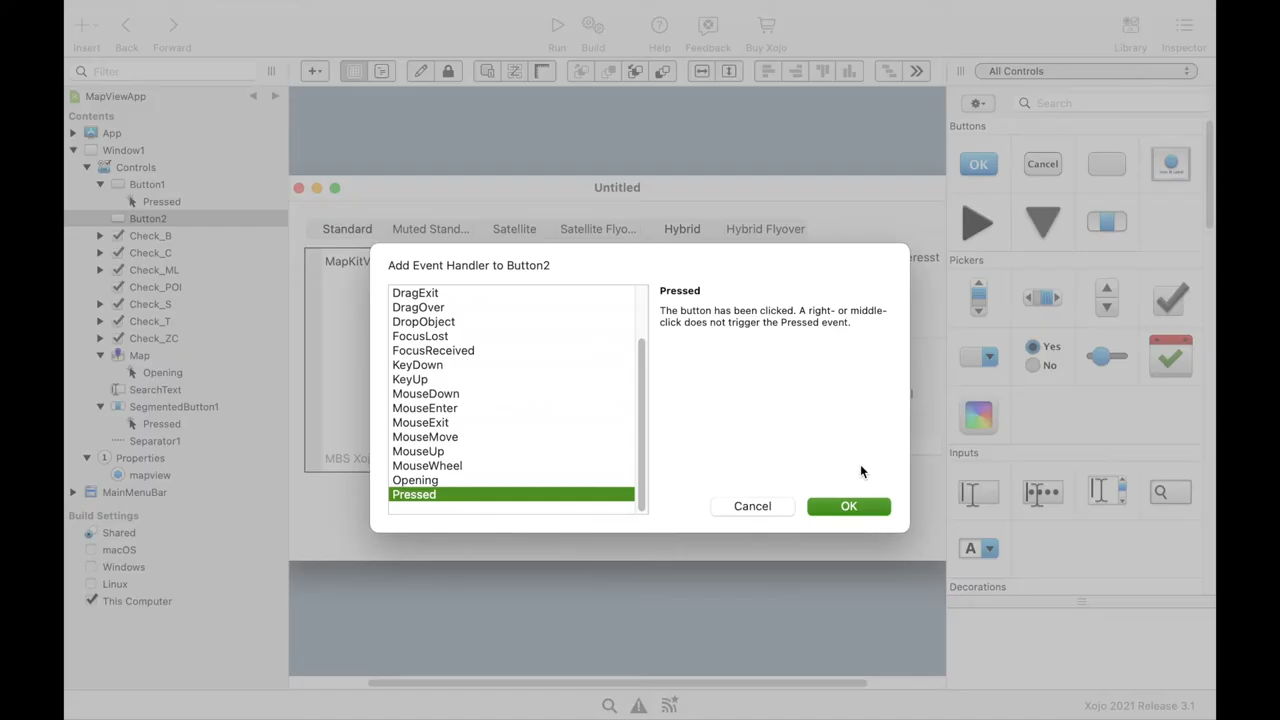 Insert
Back
Forward
Run
Build
Help
Feedback
Buy Xojo
Library
Inspector
Filter
All Controls
MapViewApp
Contents
App
Window1
Controls
Button1
Pressed
Button2
Check_B
Check_C
Check_ML
Check_POI
Check_S
Check_T
Check_ZC
Map
Opening
SearchText
SegmentedButton1
Pressed
Separator1
Properties
mapview
MainMenuBar
Build Settings
Shared
macOS
Windows
Linux
This Computer
Untitled
Standard
Muted Stand...
Satellite
Satellite Flyo...
Hybrid
Hybrid Flyover
MapKitV
eresst
MBS Xoj
Add Event Handler to Button2
DragExit
DragOver
DropObject
FocusLost
FocusReceived
KeyDown
KeyUp
MouseDown
MouseEnter
MouseExit
MouseMove
MouseUp
MouseWheel
Opening
Pressed
Pressed
The button has been clicked. A right- or middle-
click does not trigger the Pressed event.
Cancel
OK
Search
Buttons
OK
Cancel
Pickers
Yes
No
Inputs
A
Decorations
Xojo 2021 Release 3.1